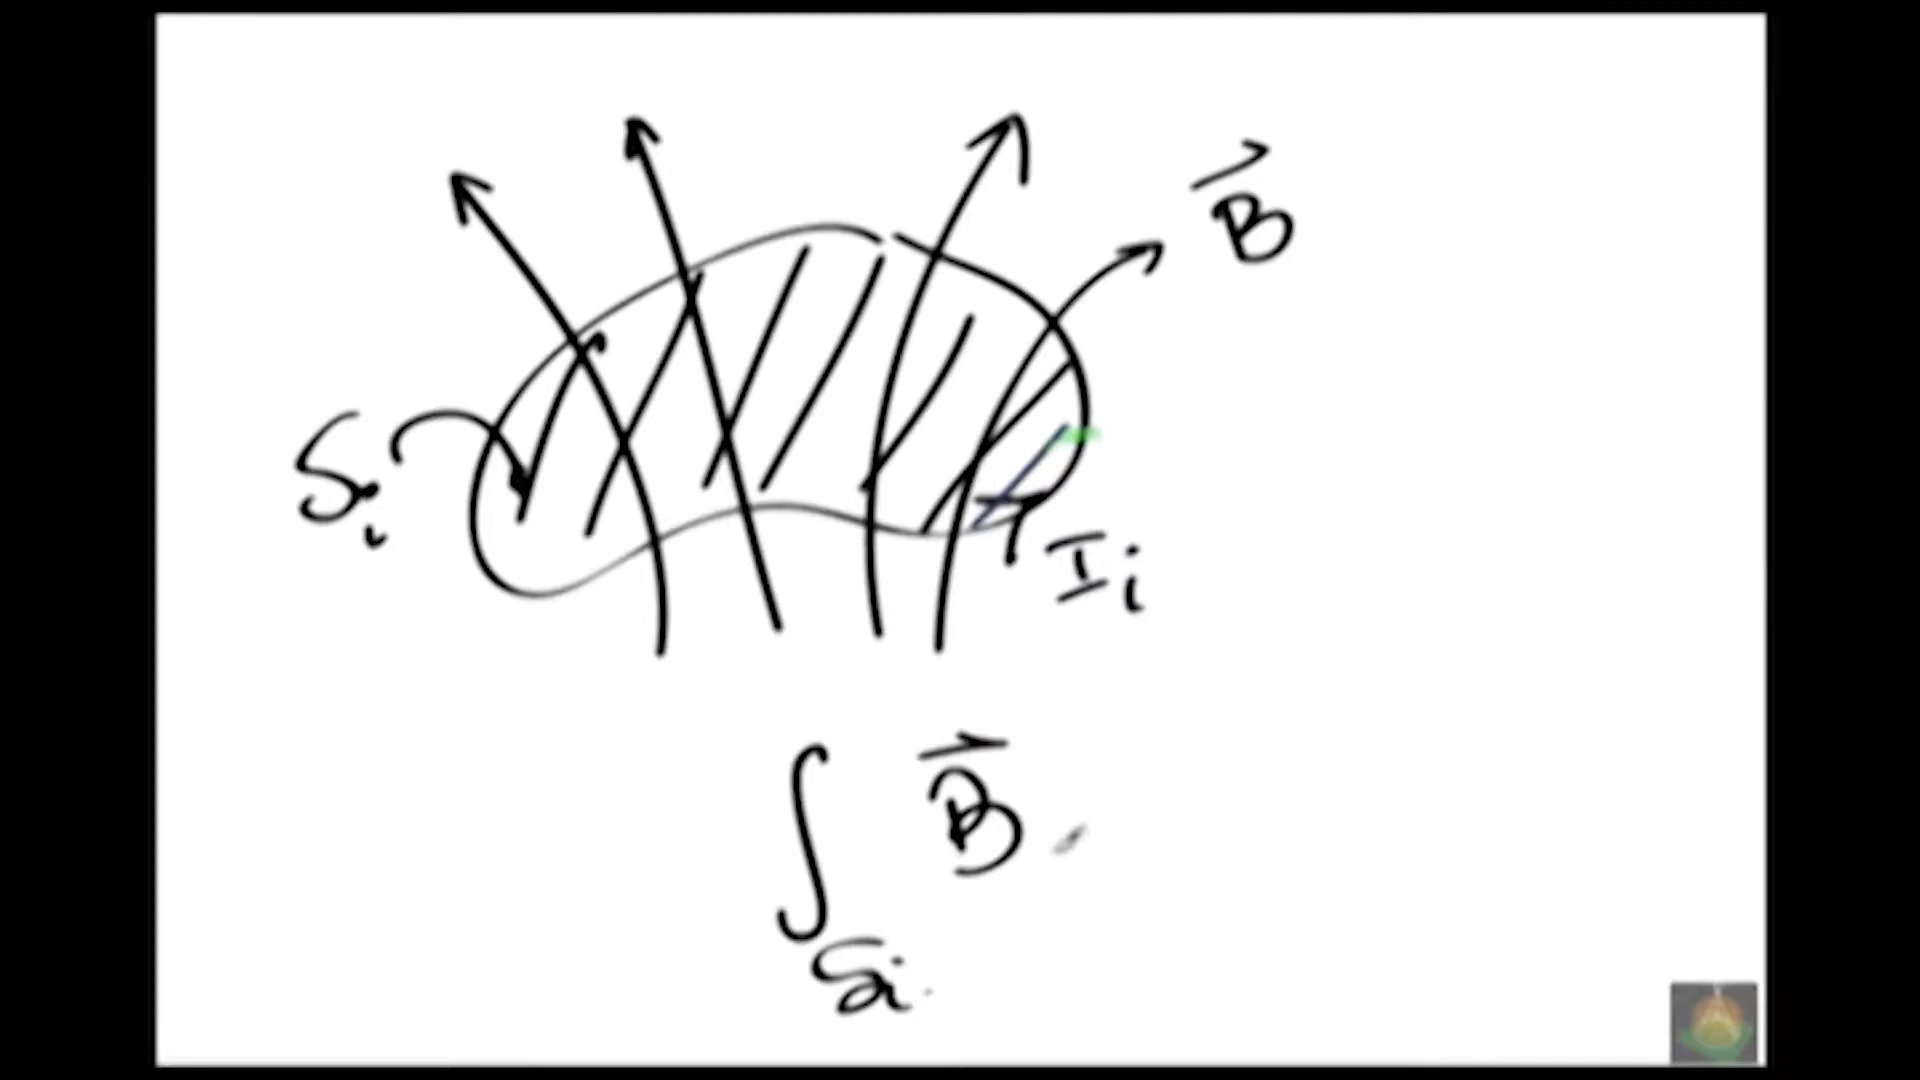 B⃗
Sᵢ
Iᵢ
∫_Sᵢ B⃗ .